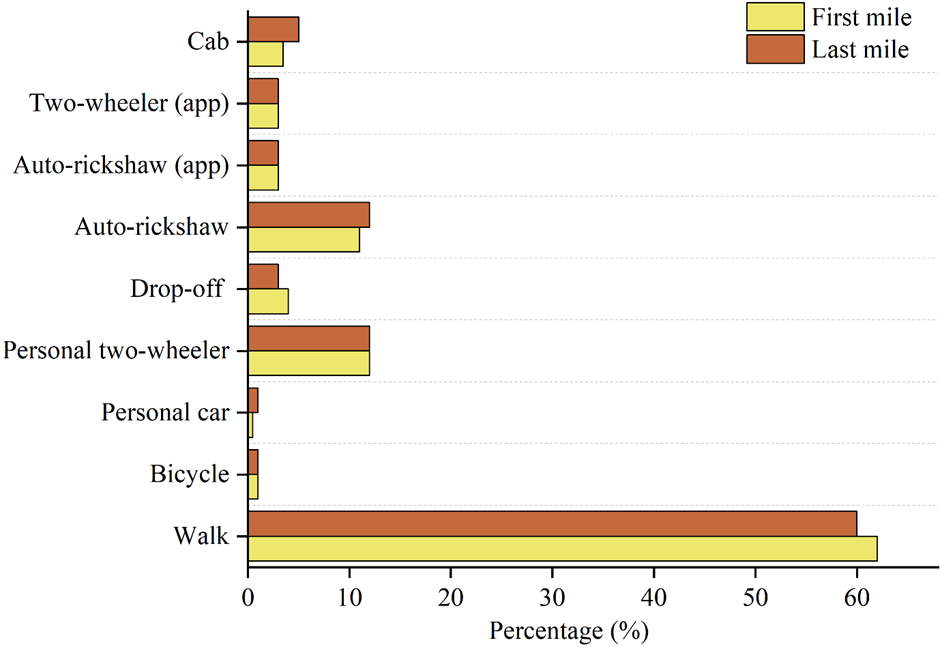 First mile
Last mile
Cab
Two-wheeler (app)
Auto-rickshaw (app)
Auto-rickshaw
Drop-off
Personal two-wheeler
Personal car
Bicycle
Walk
0 10 20 30 40 50 60
Percentage (%)